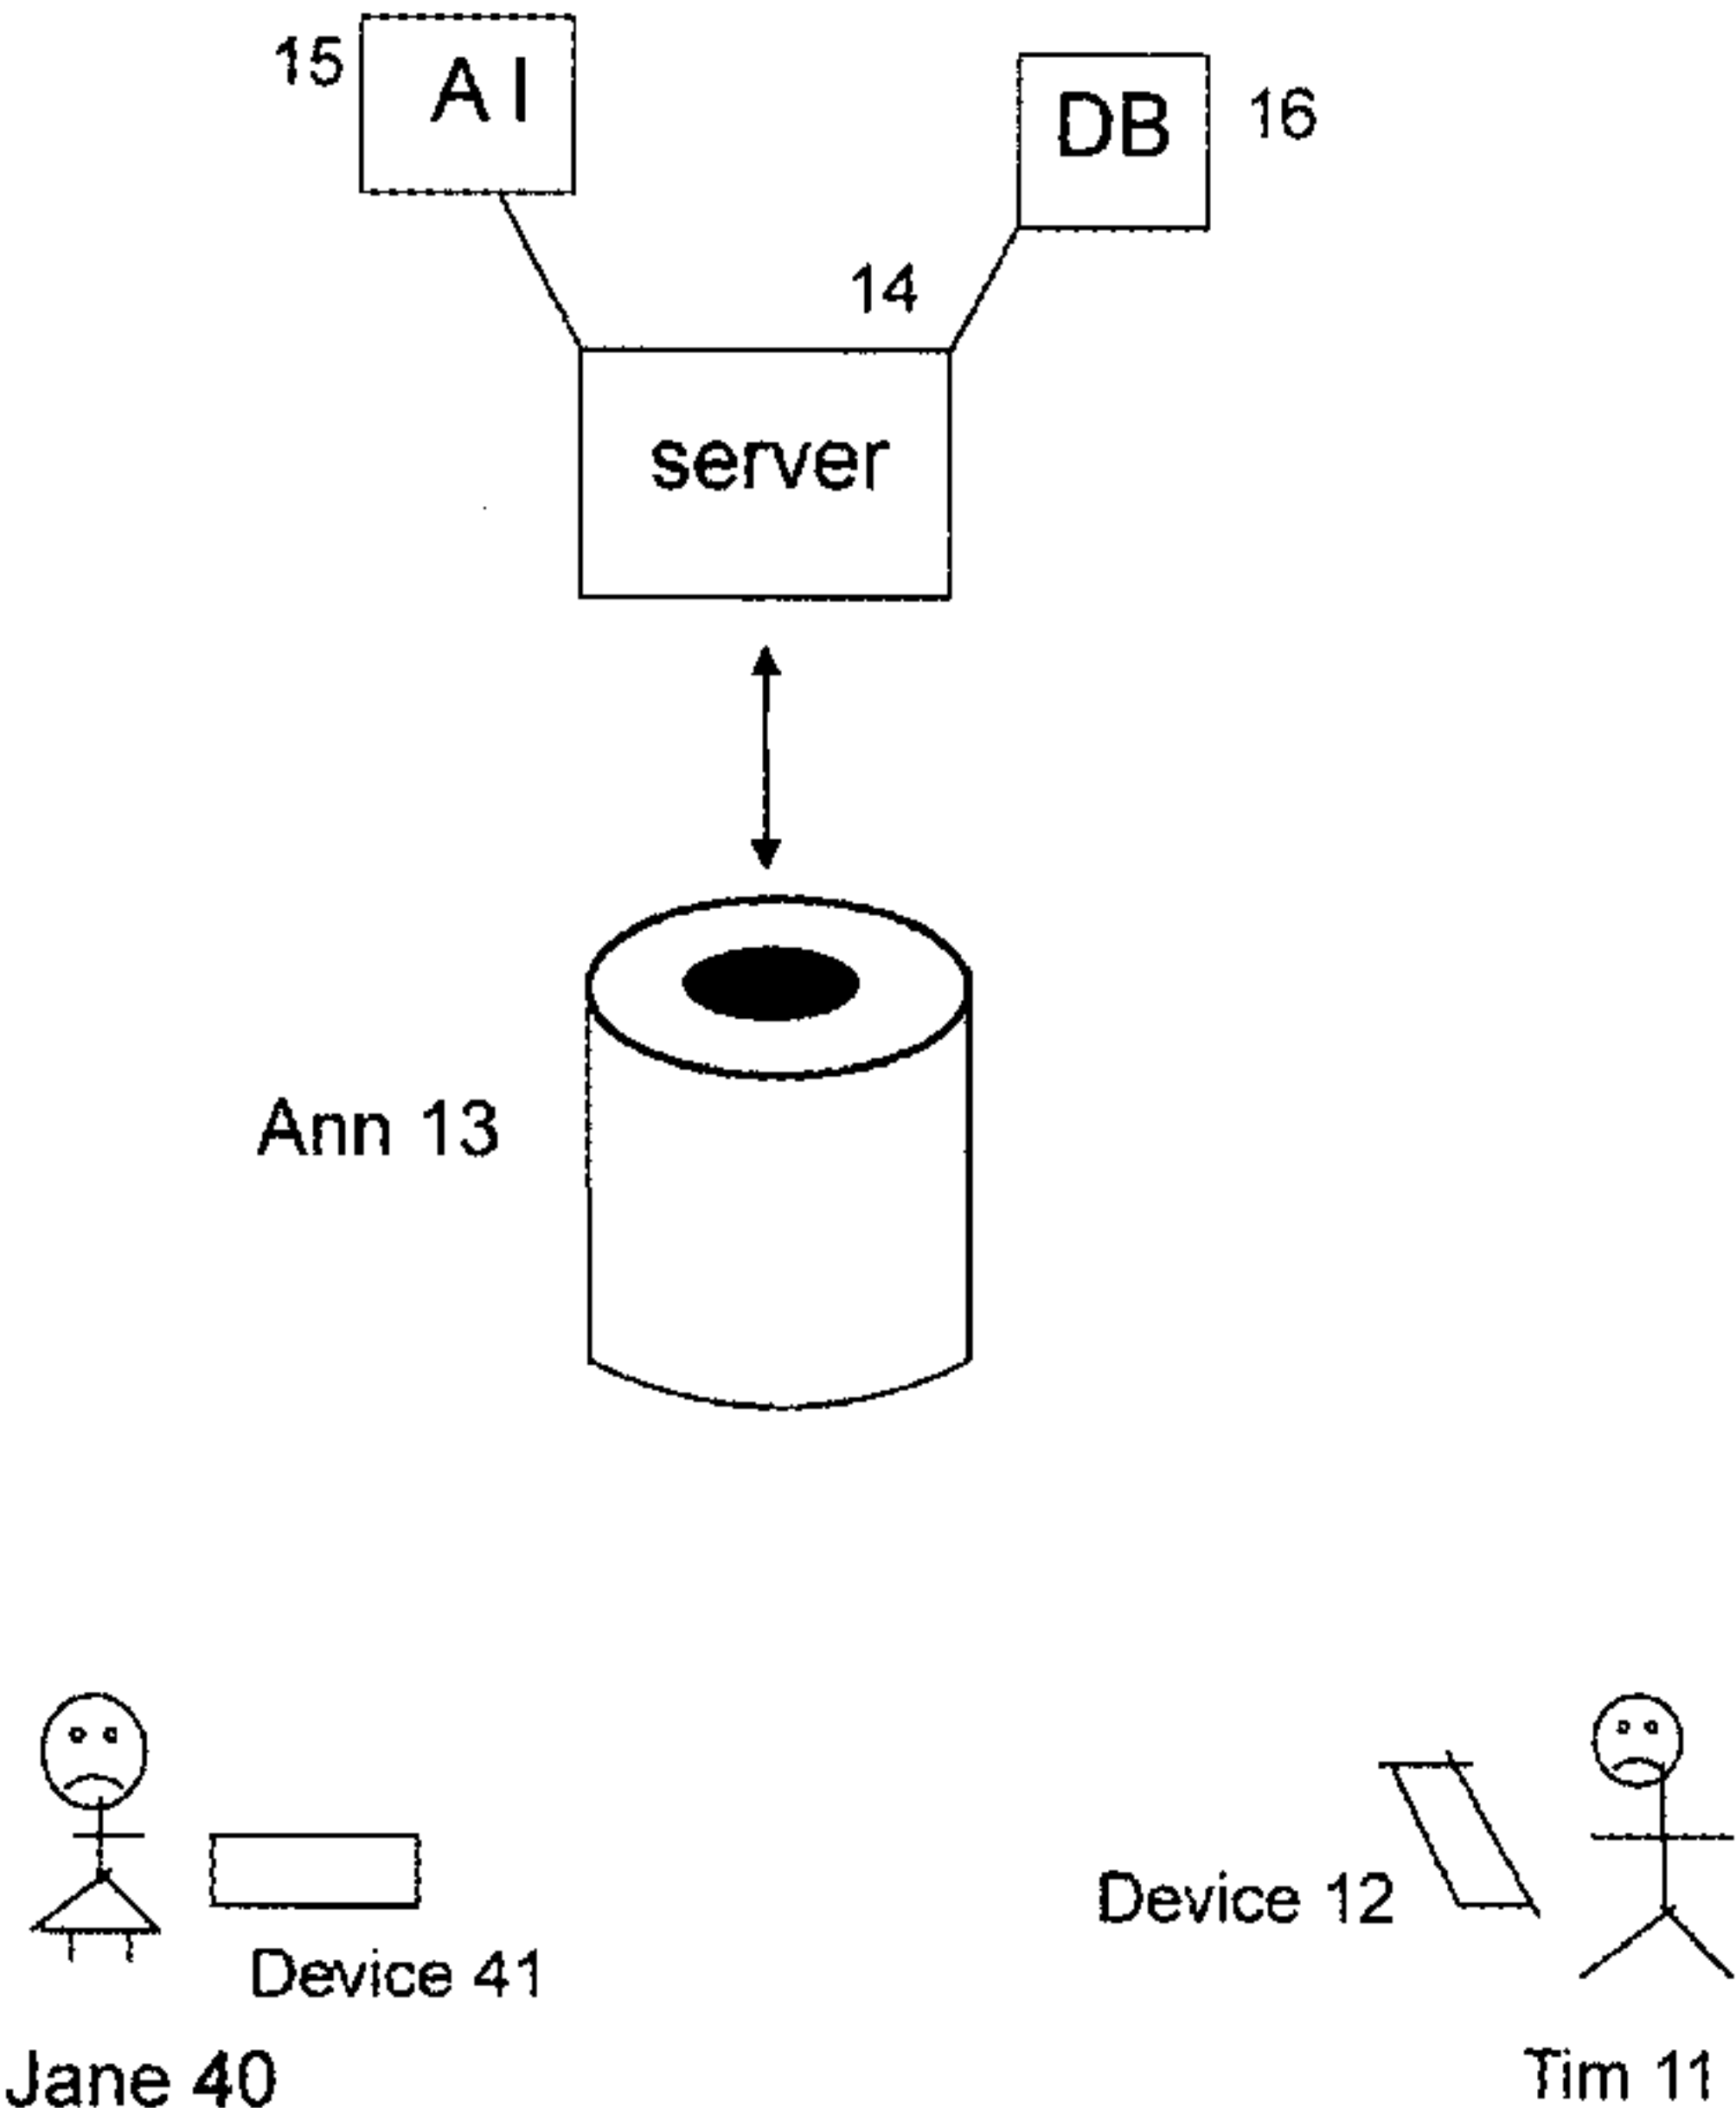 15
AI
DB
16
14
server
Ann 13
Device 12
Device 41
Jane 40
Tim 11